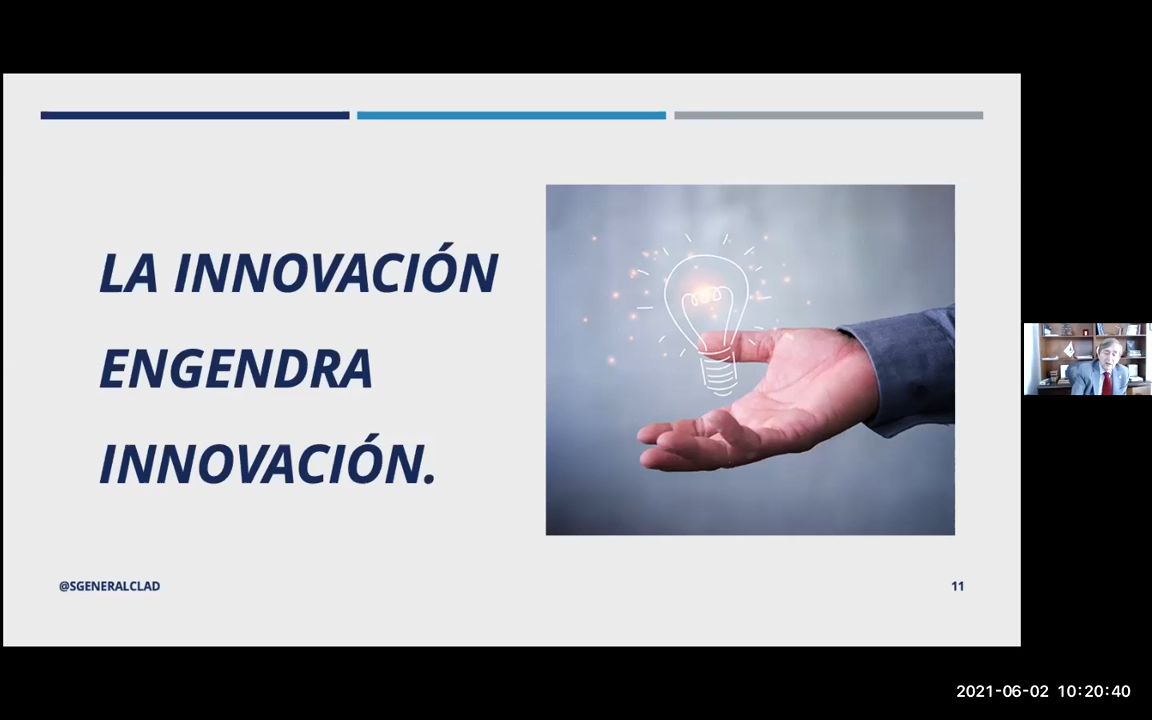 LA INNOVACIÓN
ENGENDRA
INNOVACIÓN.
@SGENERALCLAD
11
2021-06-02 10:20:40